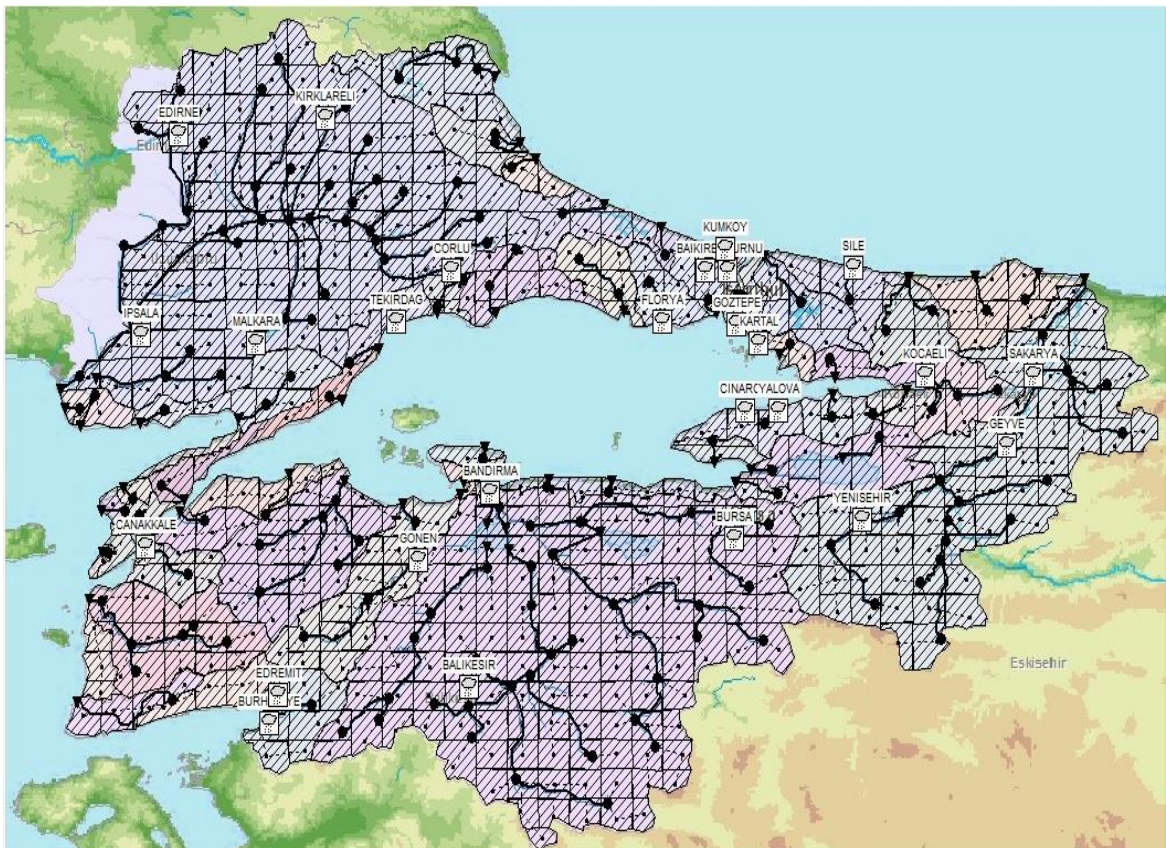 KIRKLARELI
EDIRNE
KUMKOY
SILE
CORLU
TEKIRDAG
FLORYA
GOZTEPE
KARTAL
IPSALA
MALKARA
KOCAELI
SAKARYA
YALOVA
GEYVE
BANDIRMA
YENISEHIR
BURSA
CANAKKALE
GONEN
Eskisehir
BALIKESIR
EDREMIT